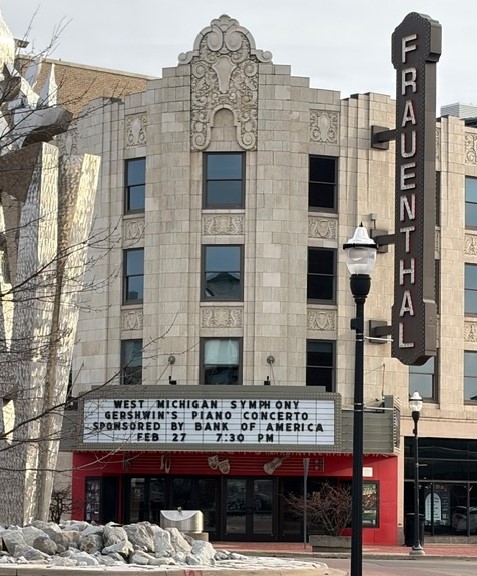 FRAUENTHAL
WEST MICHIGAN SYMPHONY
GERSHWIN'S PIANO CONCERTO
SPONSORED BY BANK OF AMERICA
FEB 27 7:30 PM